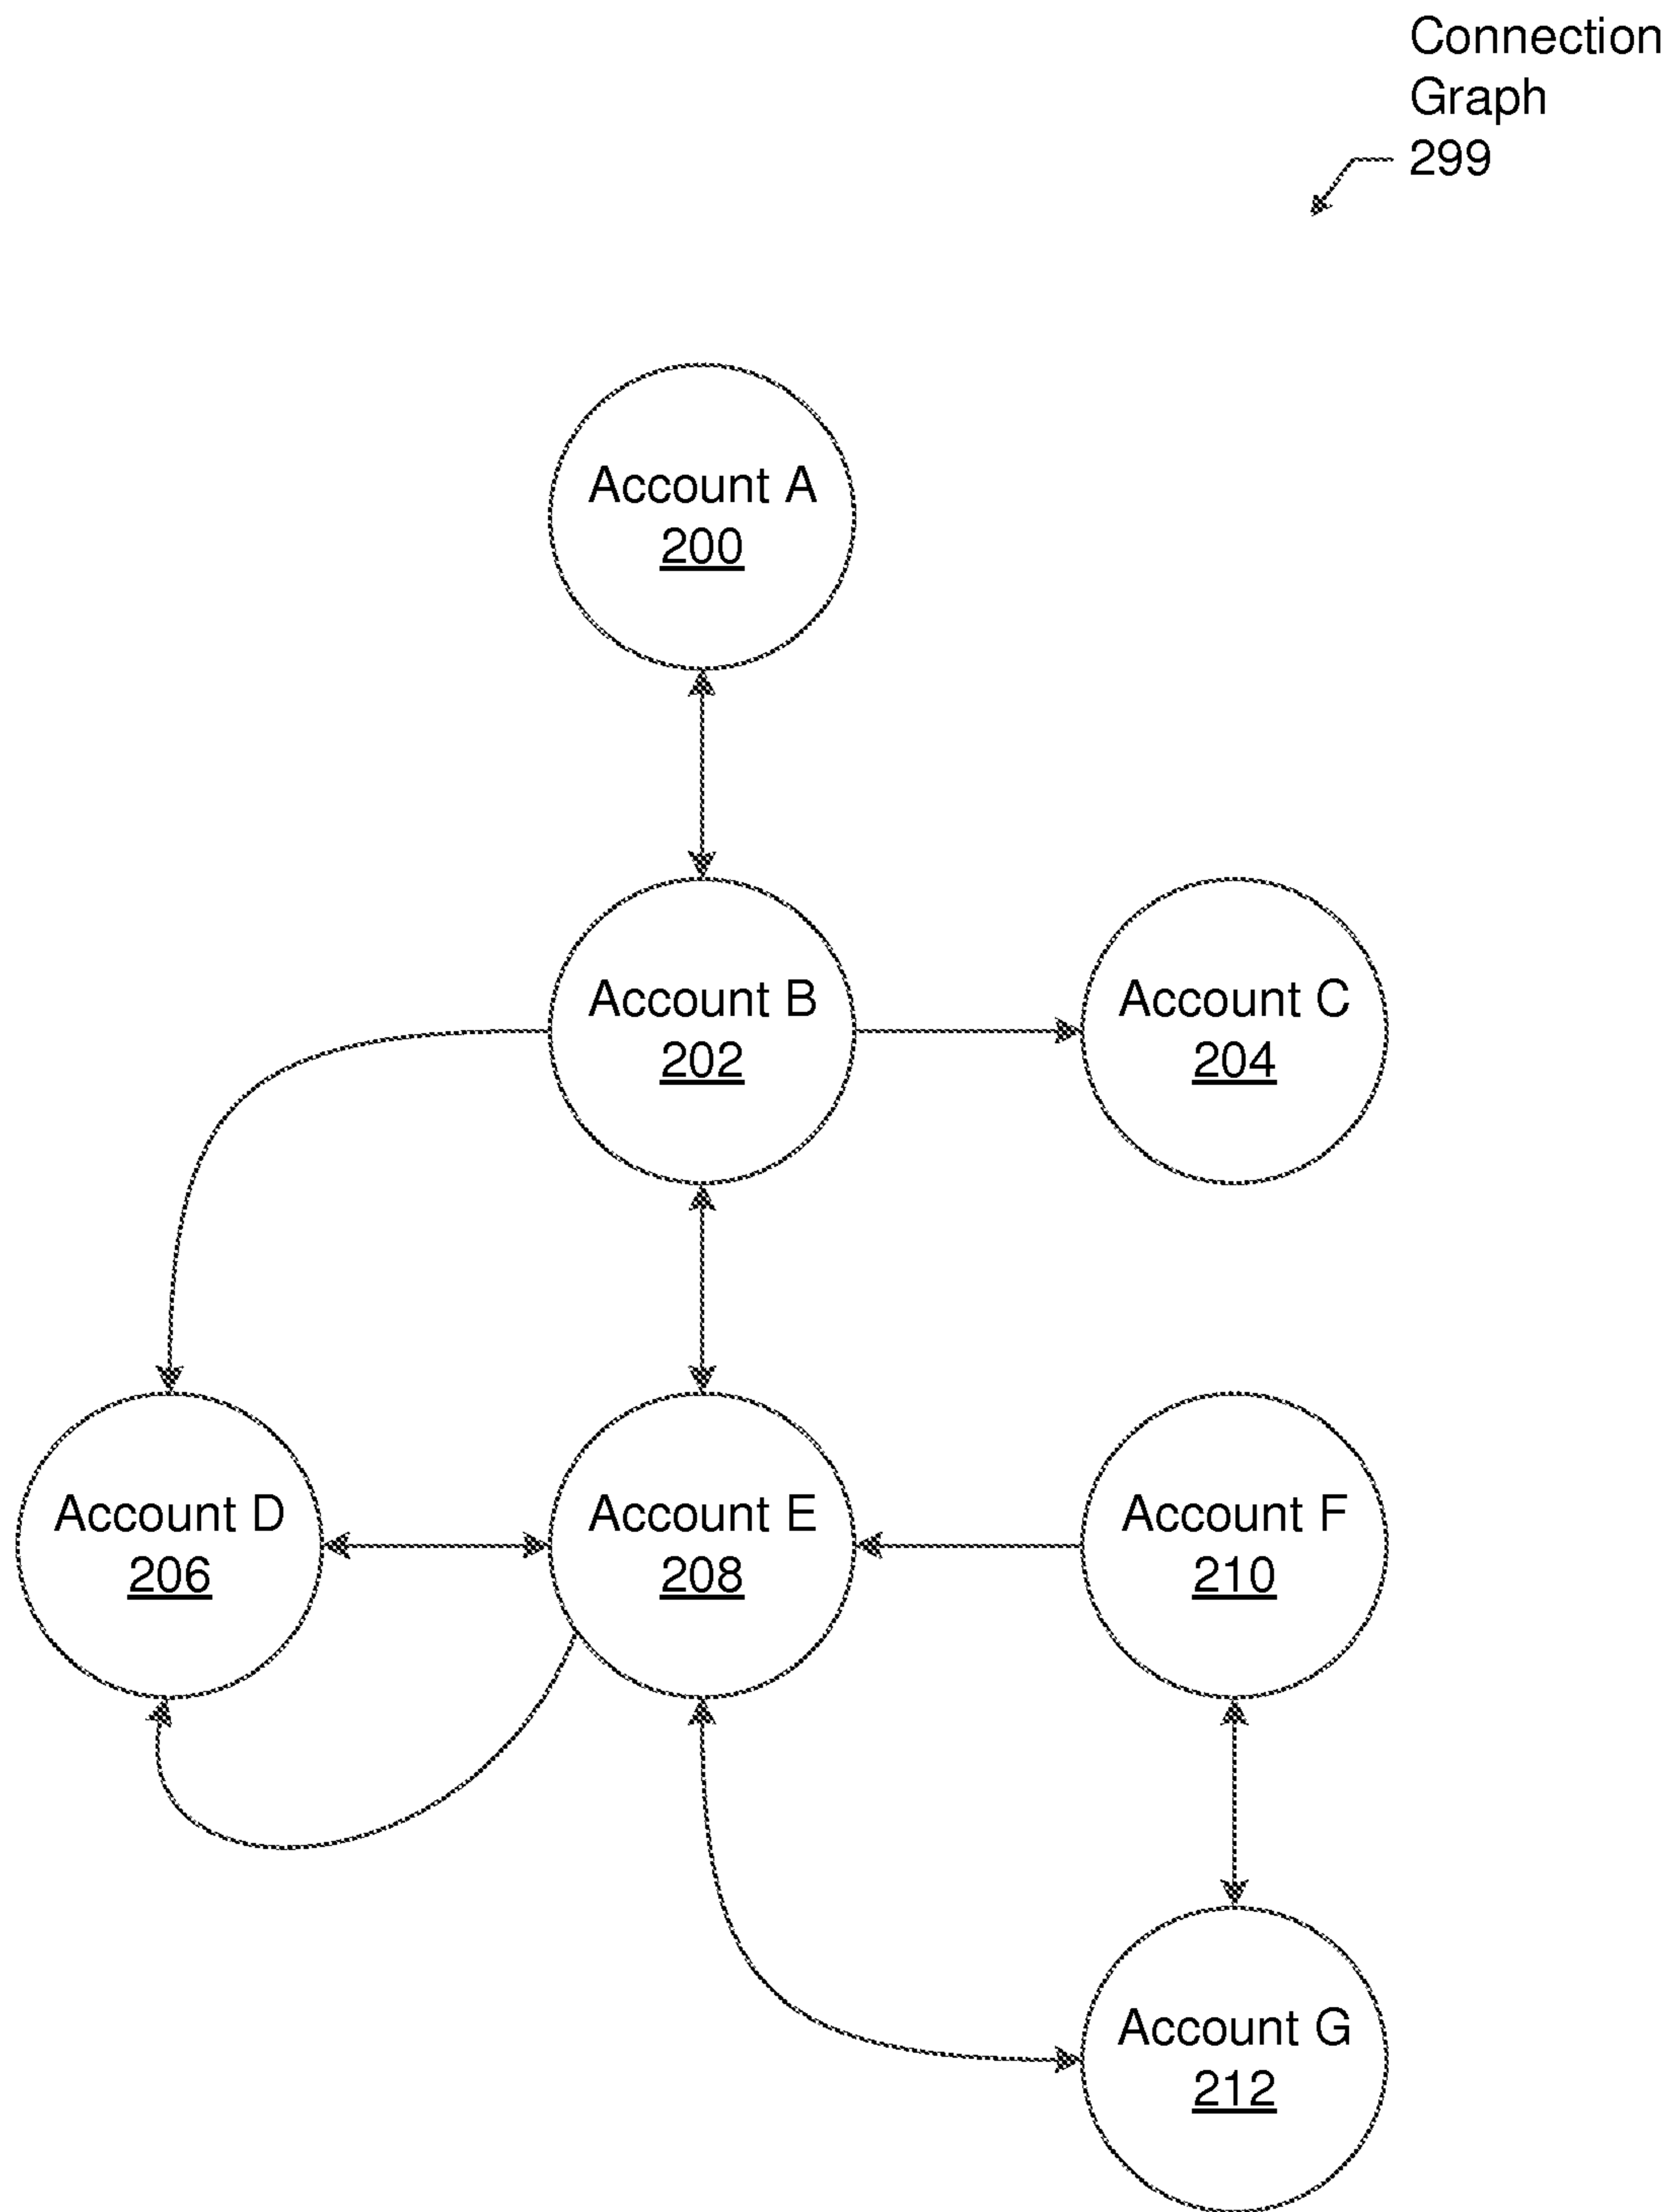 Connection
Graph
299
Account A
200
Account B
202
Account C
204
Account D
206
Account E
208
Account F
210
Account G
212